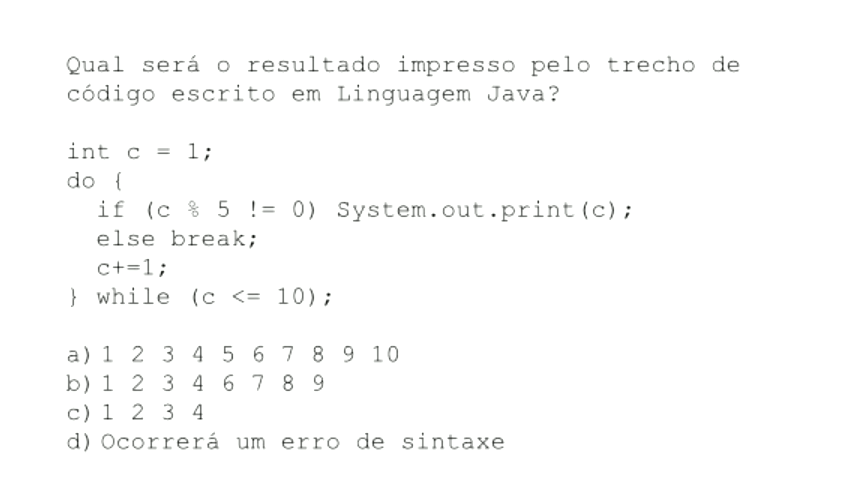 Qual será o resultado impresso pelo trecho de
código escrito em Linguagem Java?
int c = 1;
do {
if (c % 5 != 0) System.out.print(c);
else break;
c+=1;
} while (c <= 10);
a) 1 2 3 4 5 6 7 8 9 10
b) 1 2 3 4 6 7 8 9
c) 1 2 3 4
d) Ocorrerá um erro de sintaxe